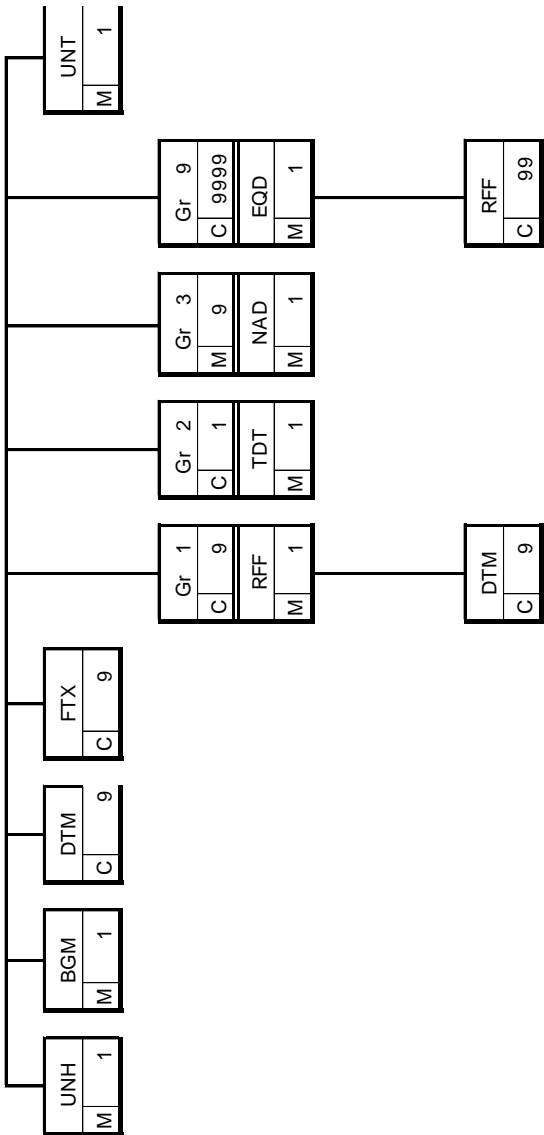 UNH
M 1
BGM
M 1
DTM
C 9
FTX
C 9
Gr 1
C 9
RFF
M 1
DTM
C 9
Gr 2
C 1
TDT
M 1
Gr 3
M 9
NAD
M 1
Gr 9
C 9999
EQD
M 1
RFF
C 99
UNT
M 1